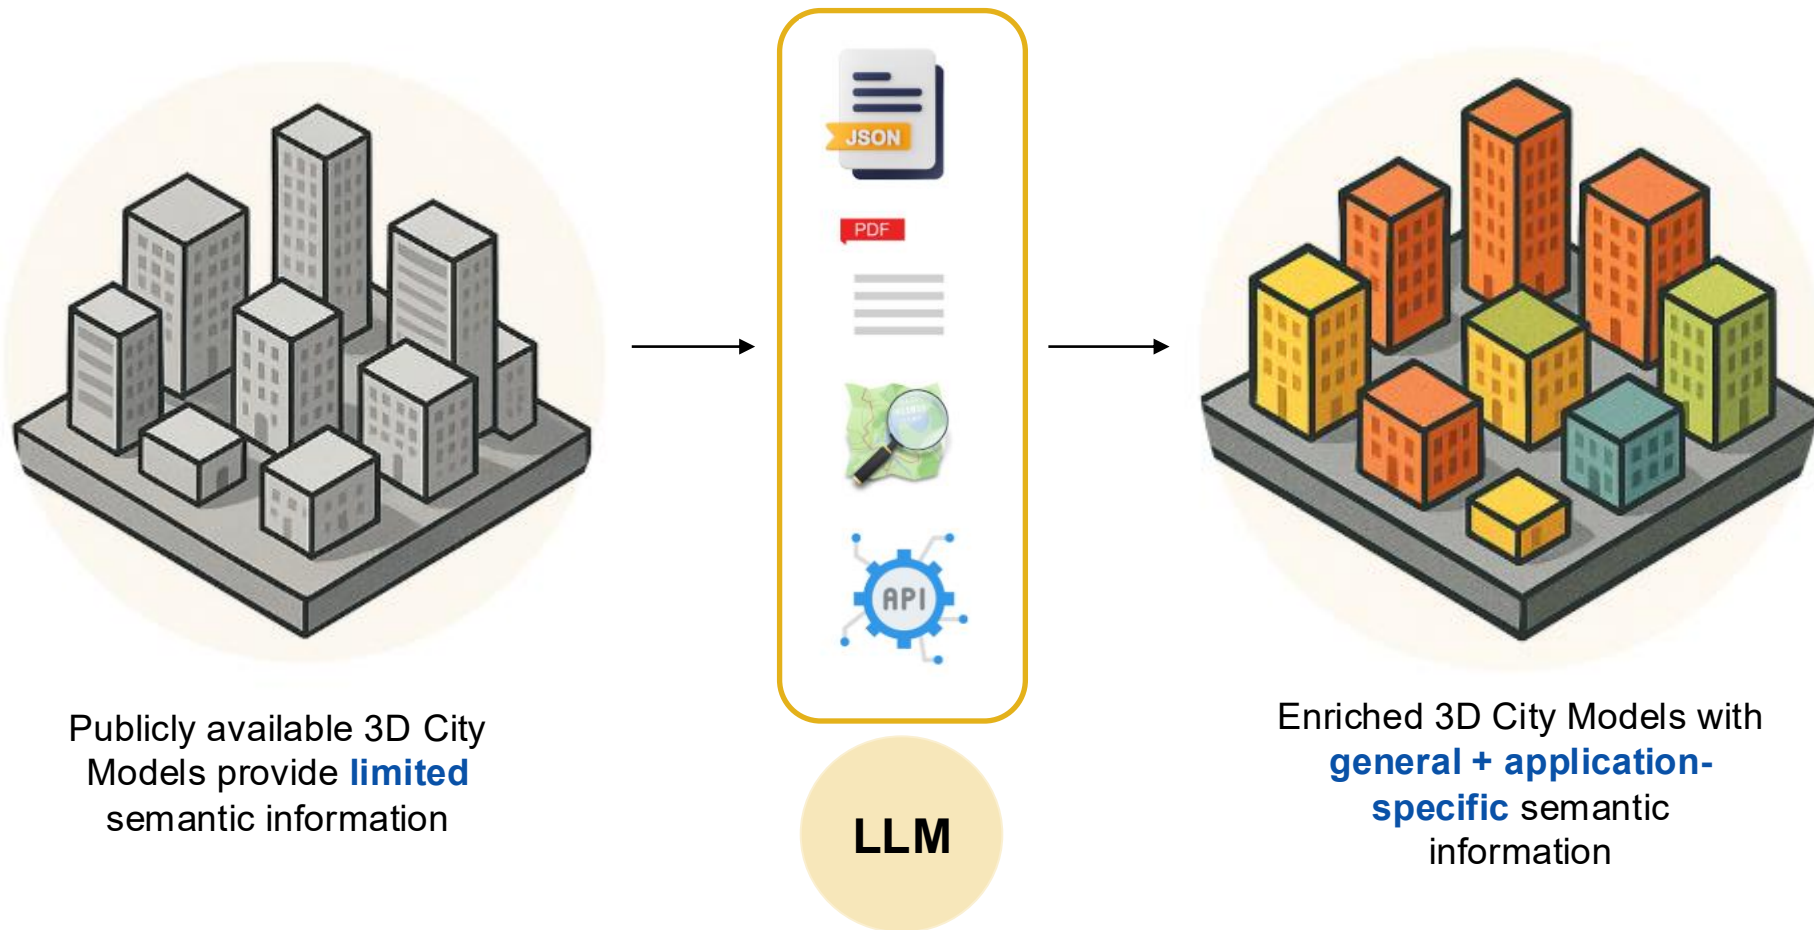 JSON
PDF
API
Publicly available 3D City
Models provide limited
semantic information
LLM
Enriched 3D City Models with
general + application-
specific semantic
information